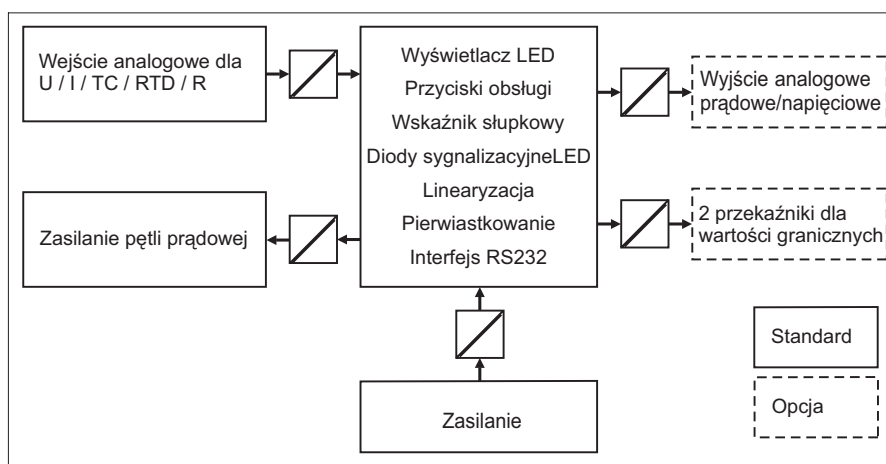 Wejście analogowe dla
U / I / TC / RTD / R
Zasilanie pętli prądowej
Wyświetlacz LED
Przyciski obsługi
Wskaźnik słupkowy
Diody sygnalizacyjneLED
Linearyzacja
Pierwiastkowanie
Interfejs RS232
Wyjście analogowe
prądowe/napięciowe
2 przekaźniki dla
wartości granicznych
Zasilanie
Standard
Opcja